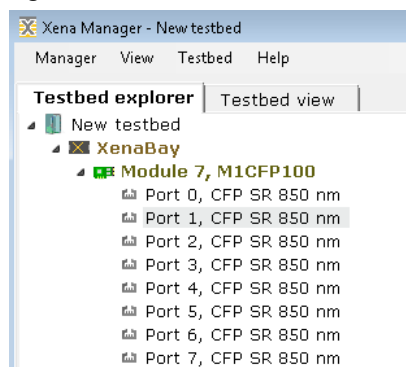 Xena Manager - New testbed
Manager View Testbed Help
Testbed explorer Testbed view
New testbed
XenaBay
Module 7, M1CFP100
Port 0, CFP SR 850 nm
Port 1, CFP SR 850 nm
Port 2, CFP SR 850 nm
Port 3, CFP SR 850 nm
Port 4, CFP SR 850 nm
Port 5, CFP SR 850 nm
Port 6, CFP SR 850 nm
Port 7, CFP SR 850 nm